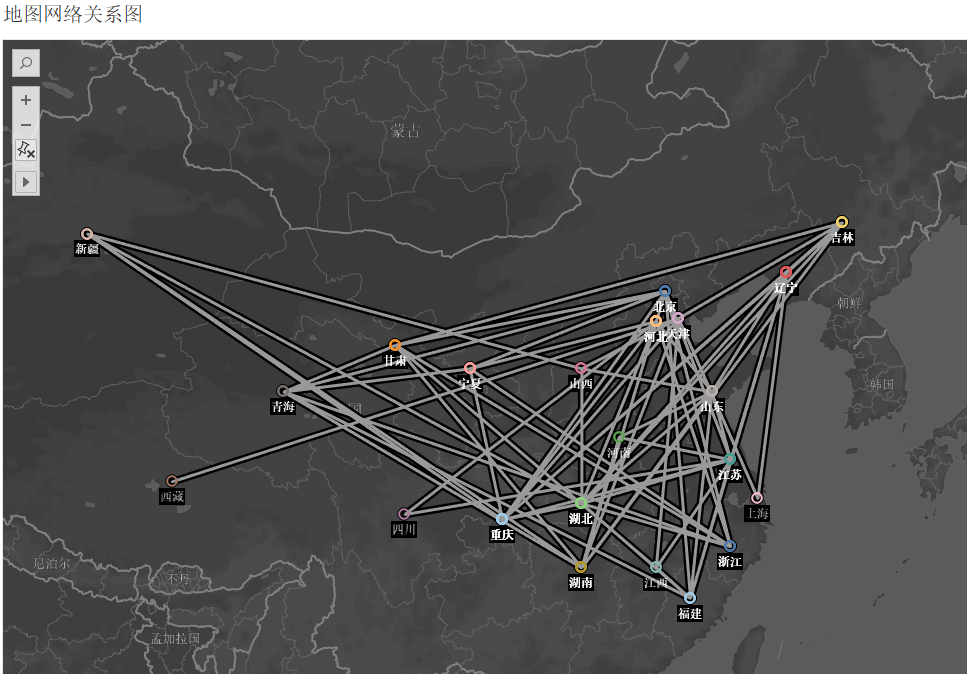 地图网络关系图
蒙古
新疆
吉林
辽宁
北京
朝鲜
河北
天津
甘肃
宁夏
山西
韩国
青海
国
山东
河南
江苏
西藏
上海
四川
湖北
重庆
浙江
尼泊尔
不丹
湖南
江西
福建
孟加拉国